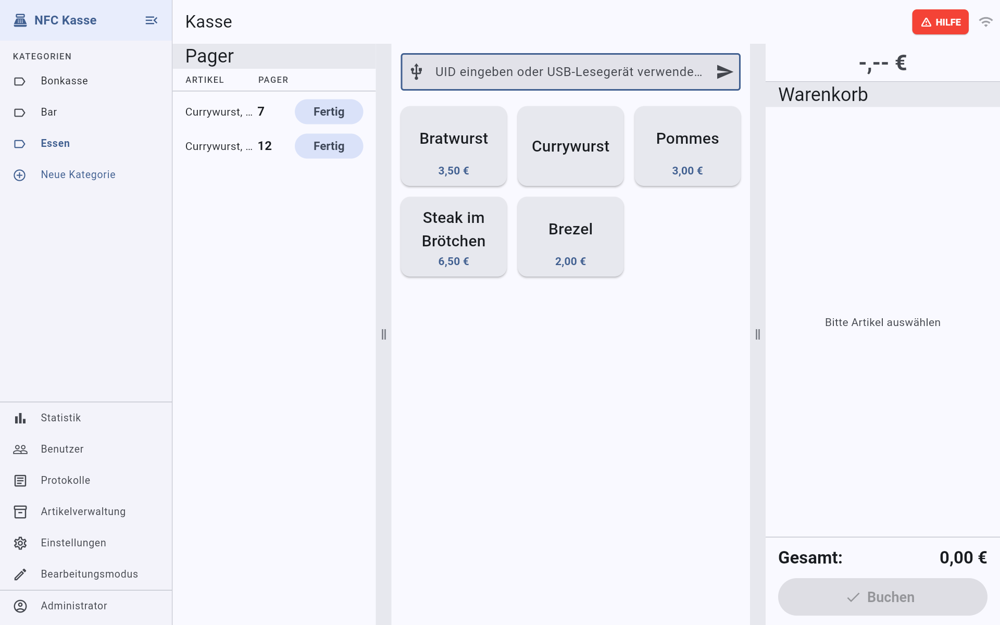 NFC Kasse
KATEGORIEN
Bonkasse
Bar
Essen
Neue Kategorie
Statistik
Benutzer
Protokolle
Artikelverwaltung
Einstellungen
Bearbeitungsmodus
Administrator
Kasse
HILFE
Pager
ARTIKEL PAGER
Currywurst, … 7 Fertig
Currywurst, … 12 Fertig
UID eingeben oder USB-Lesegerät verwende…
Bratwurst
3,50 €
Currywurst
Pommes
3,00 €
Steak im
Brötchen
6,50 €
Brezel
2,00 €
-,-- €
Warenkorb
Bitte Artikel auswählen
Gesamt: 0,00 €
Buchen